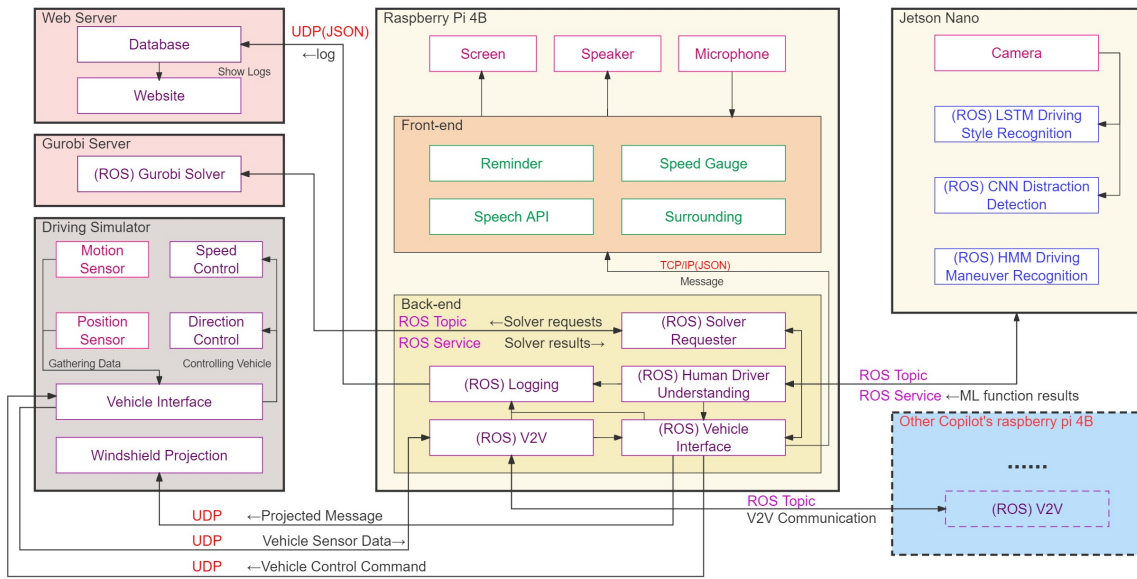 Web Server
Database
Show Logs
Website
UDP(JSON)
←log
Gurobi Server
(ROS) Gurobi Solver
Driving Simulator
Motion
Sensor
Speed
Control
Position
Sensor
Direction
Control
Gathering Data
Controlling Vehicle
Vehicle Interface
Windshield Projection
Raspberry Pi 4B
Screen
Speaker
Microphone
Front-end
Reminder
Speed Gauge
Speech API
Surrounding
TCP/IP(JSON)
Message
Back-end
ROS Topic ←Solver requests
ROS Service Solver results→
(ROS) Solver
Requester
(ROS) Logging
(ROS) Human Driver
Understanding
(ROS) V2V
(ROS) Vehicle
Interface
Jetson Nano
Camera
(ROS) LSTM Driving
Style Recognition
(ROS) CNN Distraction
Detection
(ROS) HMM Driving
Maneuver Recognition
ROS Topic
ROS Service ←ML function results
Other Copilot's raspberry pi 4B
......
(ROS) V2V
ROS Topic
V2V Communication
UDP ←Projected Message
UDP Vehicle Sensor Data→
UDP ←Vehicle Control Command